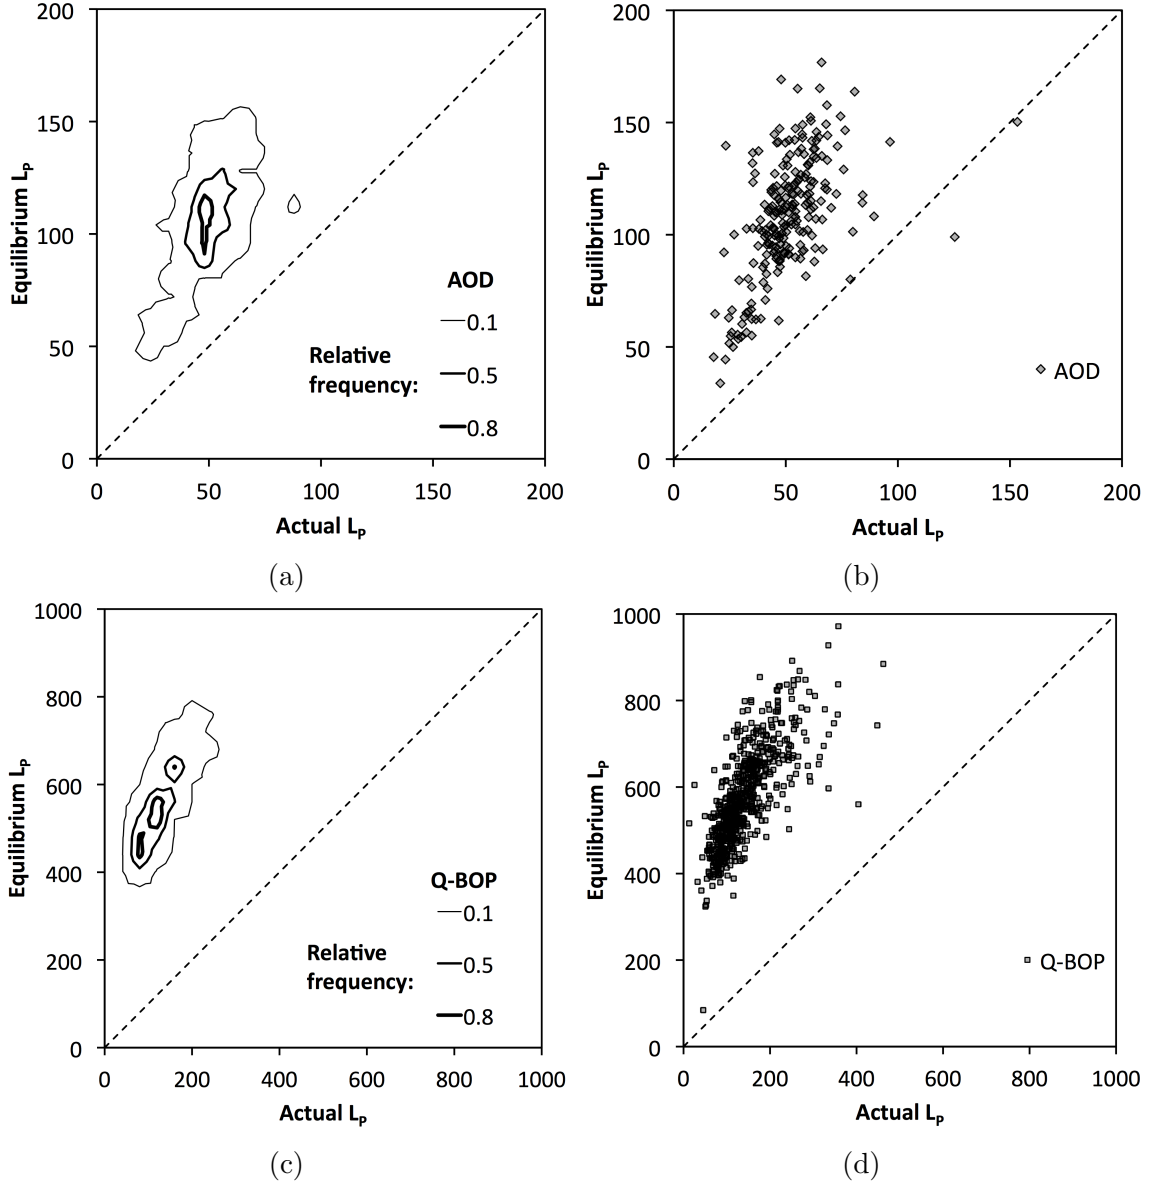 200
150
100
50
0
Equilibrium LP
AOD
0.1
Relative
frequency:
0.5
0.8
0 50 100 150 200
Actual LP
(a)
200
150
100
50
0
Equilibrium LP
AOD
0 50 100 150 200
Actual LP
(b)
1000
800
600
400
200
0
Equilibrium LP
Q-BOP
0.1
Relative
frequency:
0.5
0.8
0 200 400 600 800 1000
Actual LP
(c)
1000
800
600
400
200
0
Equilibrium LP
Q-BOP
0 200 400 600 800 1000
Actual LP
(d)